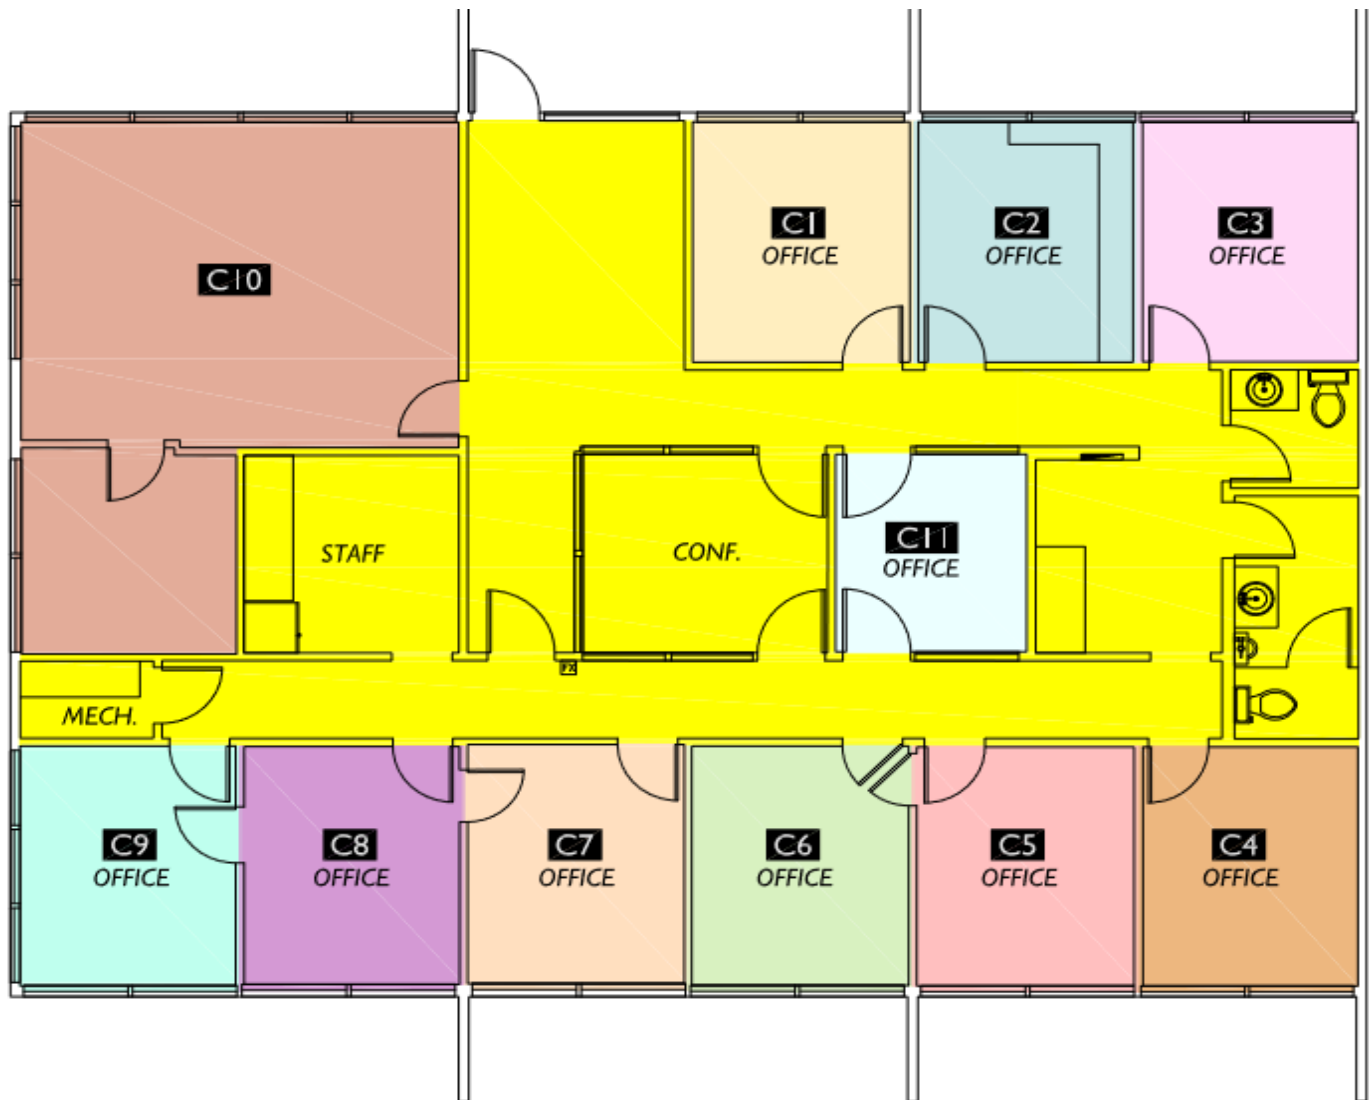 C1
OFFICE
C2
OFFICE
C3
OFFICE
C10
STAFF
CONF.
C11
OFFICE
FX
MECH.
C9
OFFICE
C8
OFFICE
C7
OFFICE
C6
OFFICE
C5
OFFICE
C4
OFFICE